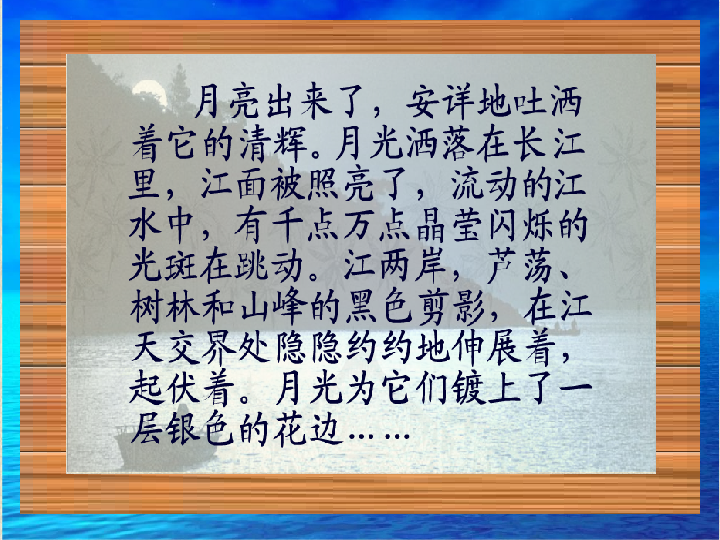 月亮出来了，安详地吐洒
着它的清辉。月光洒落在长江
里，江面被照亮了，流动的江
水中，有千点万点晶莹闪烁的
光斑在跳动。江两岸，芦荡、
树林和山峰的黑色剪影，在江
天交界处隐隐约约地伸展着，
起伏着。月光为它们镀上了一
层银色的花边……